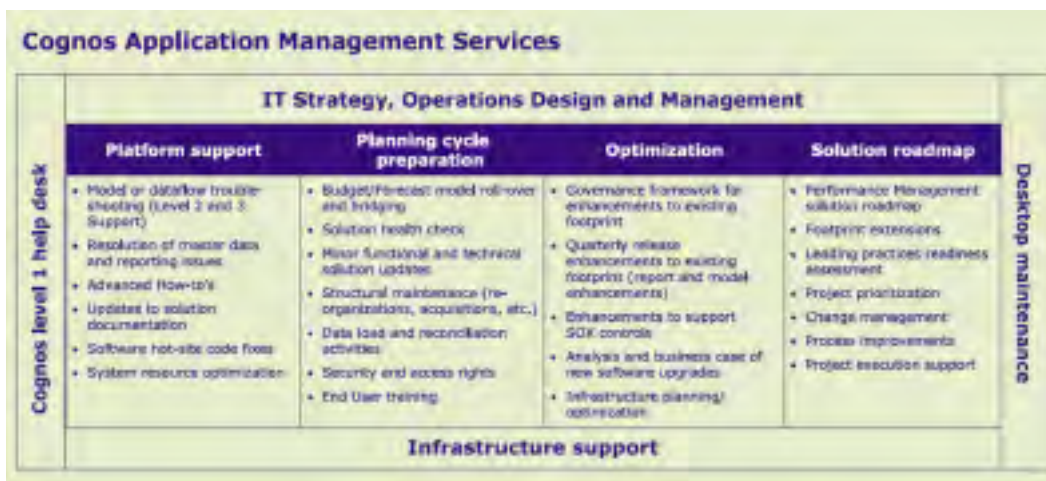 Cognos Application Management Services
IT Strategy, Operations Design and Management
Cognos level 1 help desk
Platform support
• Model or dataflow trouble-
shooting (Level 2 and 3
Support)
• Resolution of master data
and reporting issues
• Advanced How-to's
• Updates to solution
documentation
• Software hot-site code fixes
• System resource optimization
Planning cycle
preparation
• Budget/Forecast model roll-over
and bridging
• Solution health check
• Minor functional and technical
solution updates
• Structural maintenance (re-
organizations, acquisitions, etc.)
• Data load and reconciliation
activities
• Security and access rights
• End User training
Optimization
• Governance framework for
enhancements to existing
footprint
• Quarterly release
enhancements to existing
footprint (report and model
enhancements)
• Enhancements to support
SOX controls
• Analysis and business case of
new software upgrades
• Infrastructure planning/
optimization
Solution roadmap
• Performance Management
solution roadmap
• Footprint extensions
• Leading practices readiness
assessment
• Project prioritization
• Change management
• Process improvements
• Project execution support
Desktop maintenance
Infrastructure support